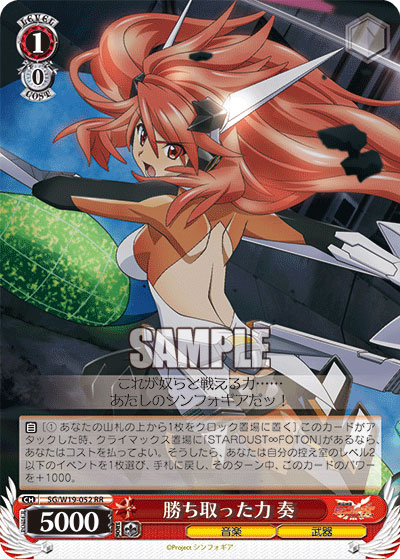 LEVEL
1
0
COST
SAMPLE
これが奴らと戦える力……
あたしのシンフォギアだッ！
自 [① あなたの山札の上から1枚をクロック置場に置く] このカードがア
タックした時、クライマックス置場に「STARDUST∞FOTON」があるなら、
あなたはコストを払ってよい。そうしたら、あなたは自分の控え室のレベル2
以下のイベントを1枚選び、手札に戻し、そのターン中、このカードのパワーを
＋1000。
CH SG/W19-052 RR
5000
勝ち取った力 奏
音楽
武器
©Project シンフォギア